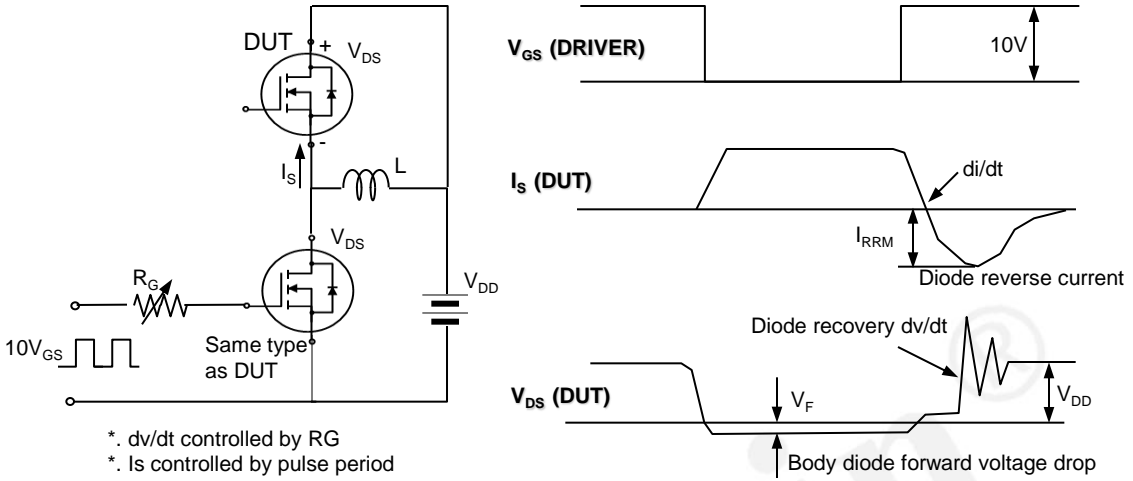 DUT
+
V_DS
-
I_S
L
V_DS
R_G
V_DD
10V_GS
Same type
as DUT
*. dv/dt controlled by RG
*. Is controlled by pulse period
V_GS (DRIVER)
10V
I_S (DUT)
di/dt
I_RRM
Diode reverse current
Diode recovery dv/dt
V_DS (DUT)
V_F
V_DD
Body diode forward voltage drop